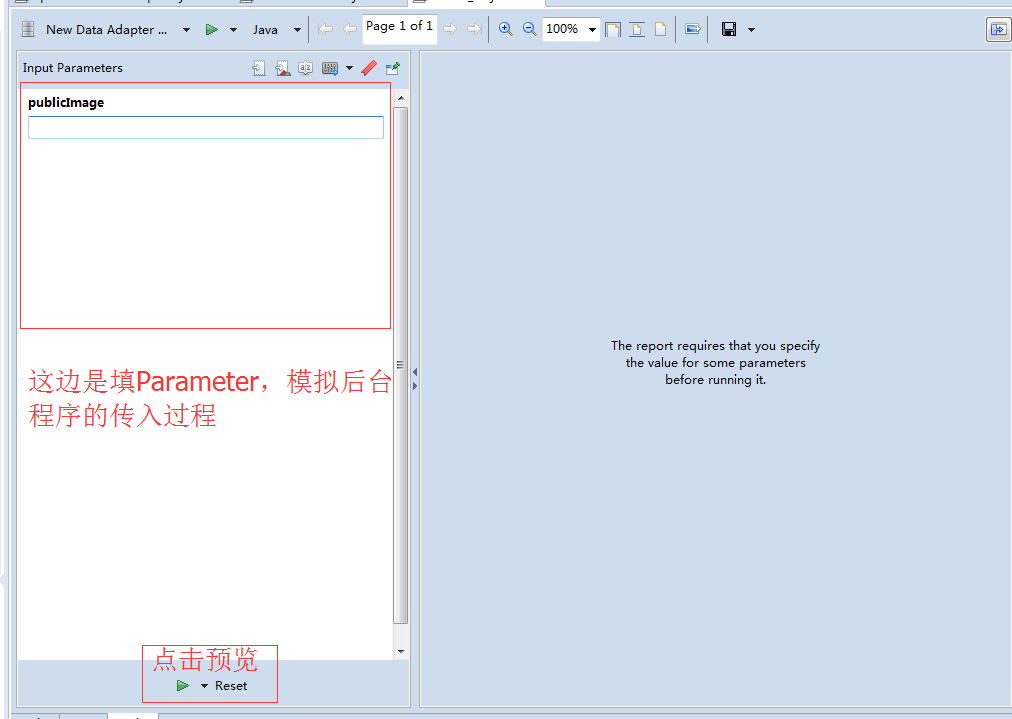 New Data Adapter ...
Java
Page 1 of 1
100%
Input Parameters
publicImage
这边是填Parameter，模拟后台
程序的传入过程
The report requires that you specify
the value for some parameters
before running it.
点击预览
Reset